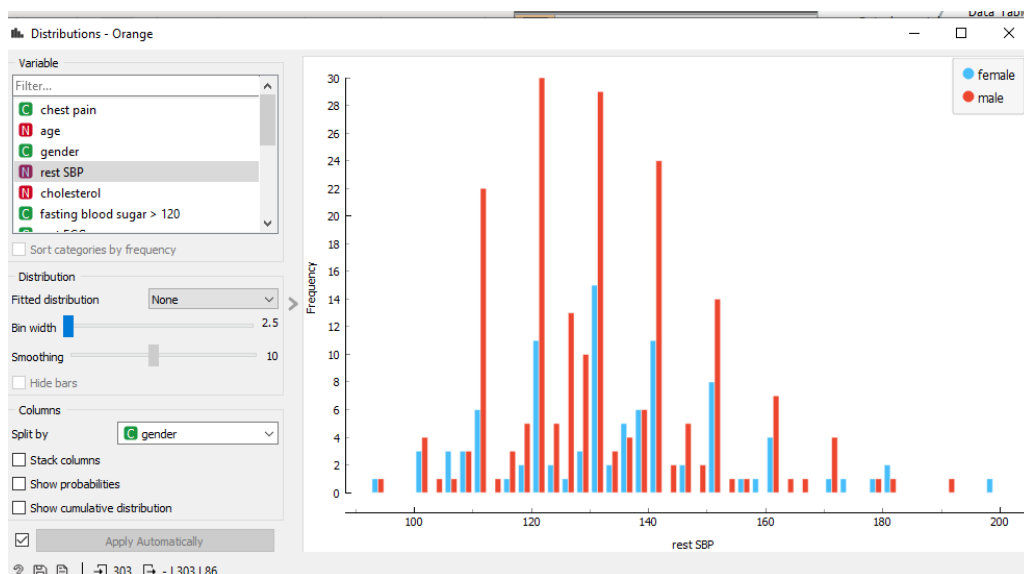 Data Tabl
Distributions - Orange
Variable
Filter...
C chest pain
N age
C gender
N rest SBP
N cholesterol
C fasting blood sugar > 120
Sort categories by frequency
Distribution
Fitted distribution None
Bin width 2.5
Smoothing 10
Hide bars
Columns
Split by C gender
Stack columns
Show probabilities
Show cumulative distribution
Apply Automatically
? 303 - | 303 | 86
female
male
30
28
26
24
22
20
18
16
14
12
10
8
6
4
2
0
Frequency
100 120 140 160 180 200
rest SBP